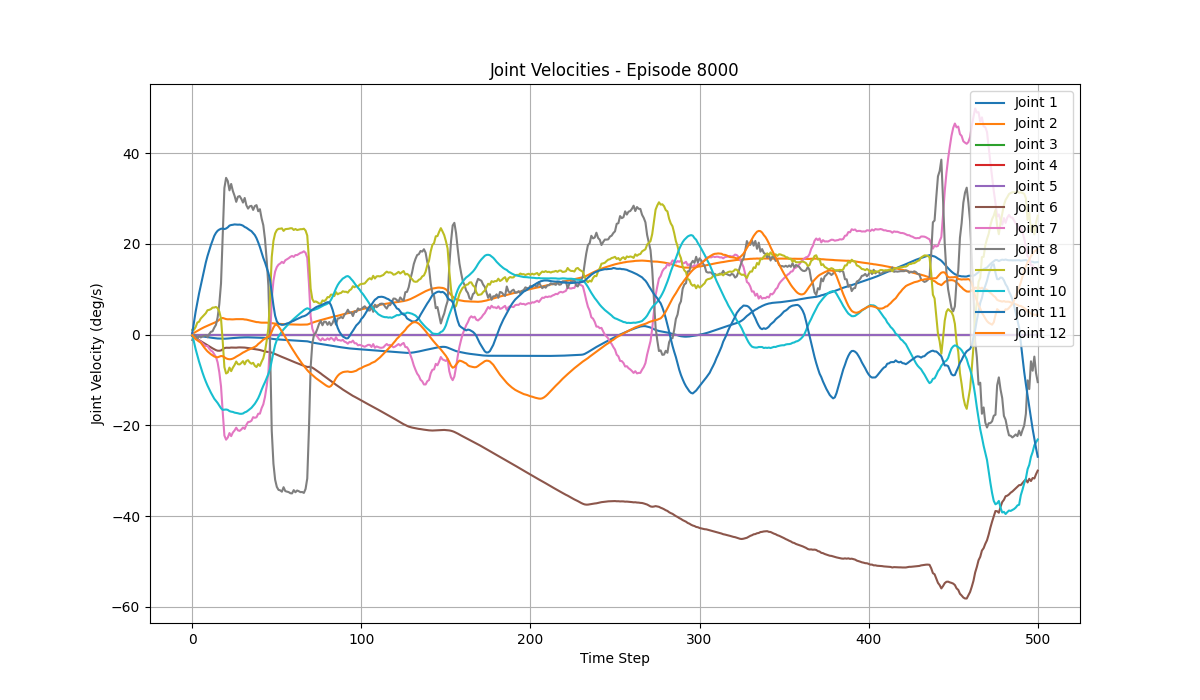 Joint Velocities - Episode 8000
Joint Velocity (deg/s)
40
20
0
−20
−40
−60
0
100
200
300
400
500
Time Step
Joint 1
Joint 2
Joint 3
Joint 4
Joint 5
Joint 6
Joint 7
Joint 8
Joint 9
Joint 10
Joint 11
Joint 12